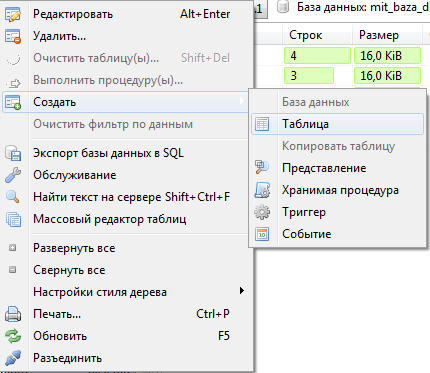 Редактировать Alt+Enter
Удалить...
Очистить таблицу(ы)... Shift+Del
Выполнить процедуру(ы)...
Создать
Очистить фильтр по данным
Экспорт базы данных в SQL
Обслуживание
Найти текст на сервере Shift+Ctrl+F
Массовый редактор таблиц
Развернуть все
Свернуть все
Настройки стиля дерева
Печать... Ctrl+P
Обновить F5
Разъединить
.1 База данных: mit_baza_d
Строк Размер
4 16,0 KiB
3 16,0 KiB
База данных
Таблица
Копировать таблицу
Представление
Хранимая процедура
Триггер
Событие